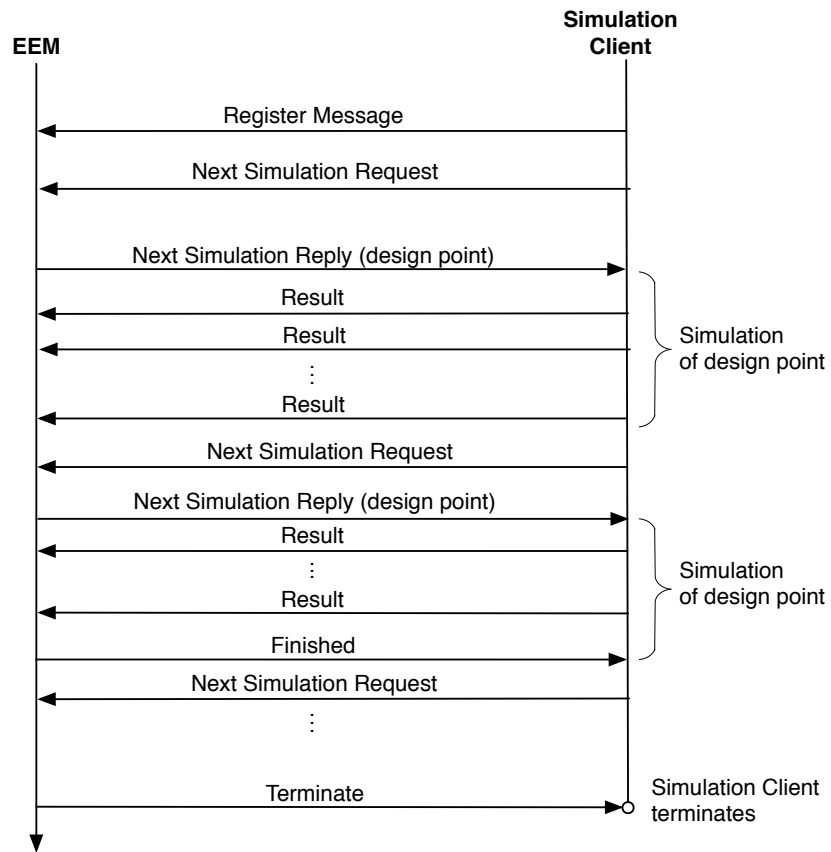 EEM
Simulation
Client
Register Message
Next Simulation Request
Next Simulation Reply (design point)
Result
Result
⋮
Result
Simulation
of design point
Next Simulation Request
Next Simulation Reply (design point)
Result
⋮
Result
Finished
Simulation
of design point
Next Simulation Request
⋮
Terminate
Simulation Client
terminates